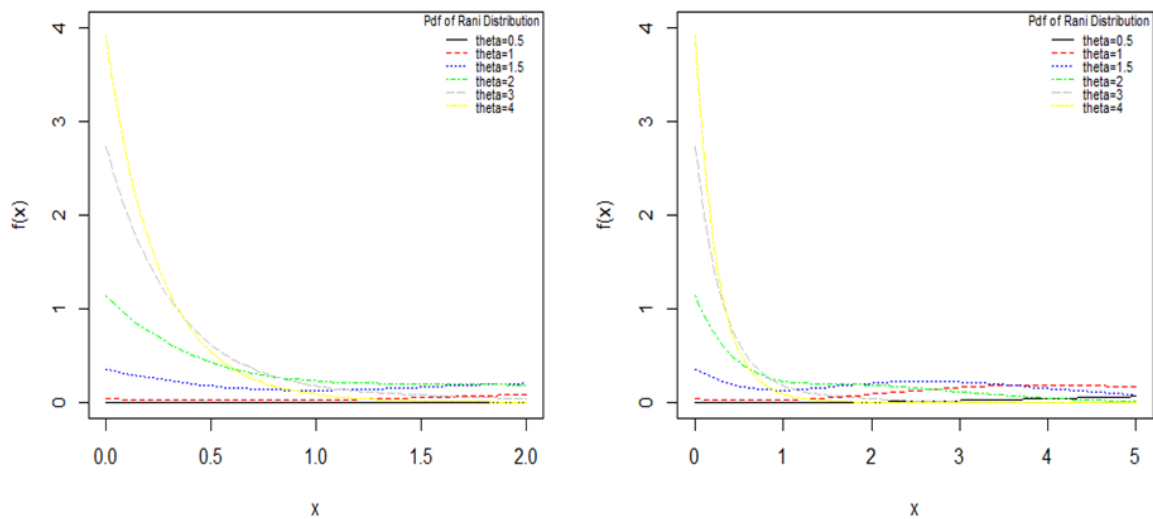 Pdf of Rani Distribution
theta=0.5
theta=1
theta=1.5
theta=2
theta=3
theta=4
4
3
2
1
0
f(x)
0.0 0.5 1.0 1.5 2.0
x
Pdf of Rani Distribution
theta=0.5
theta=1
theta=1.5
theta=2
theta=3
theta=4
4
3
2
1
0
f(x)
0 1 2 3 4 5
x